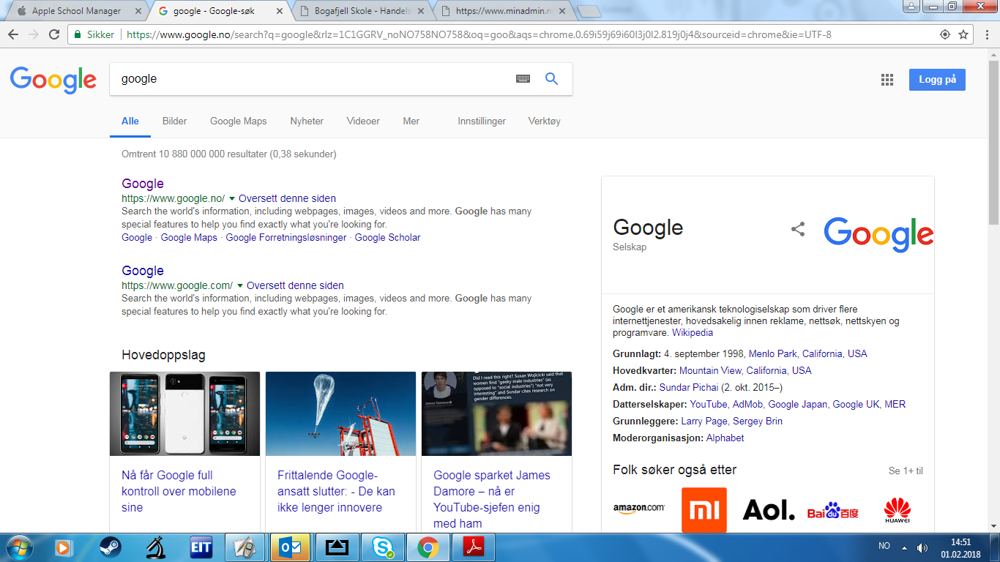 Apple School Manager
google - Google-søk
Bogafjell Skole - Handels
https://www.minadmin.n
Sikker
https://www.google.no/search?q=google&rlz=1C1GGRV_noNO758NO758&oq=goo&aqs=chrome.0.69i59j69i60l3j0l2.819j0j4&sourceid=chrome&ie=UTF-8
Google
google
Logg på
Alle Bilder Google Maps Nyheter Videoer Mer Innstillinger Verktøy
Omtrent 10 880 000 000 resultater (0,38 sekunder)
Google
https://www.google.no/ Oversett denne siden
Search the world's information, including webpages, images, videos and more. Google has many
special features to help you find exactly what you're looking for.
Google · Google Maps · Google Forretningsløsninger · Google Scholar
Google
https://www.google.com/ Oversett denne siden
Search the world's information, including webpages, images, videos and more. Google has many
special features to help you find exactly what you're looking for.
Hovedoppslag
Did I read this right? Susan Wojcicki said that
women find "geeky male industries" (as
opposed to "social industries") "not very
interesting" and Sundar cites research on
gender differences.
Nå får Google full
kontroll over mobilene
sine
Frittalende Google-
ansatt slutter: - De kan
ikke lenger innovere
Google sparket James
Damore – nå er
YouTube-sjefen enig
med ham
Google
Selskap
Google
Google er et amerikansk teknologiselskap som driver flere
internettjenester, hovedsakelig innen reklame, nettsøk, nettskyen og
programvare. Wikipedia
Grunnlagt: 4. september 1998, Menlo Park, California, USA
Hovedkvarter: Mountain View, California, USA
Adm. dir.: Sundar Pichai (2. okt. 2015–)
Datterselskaper: YouTube, AdMob, Google Japan, Google UK, MER
Grunnleggere: Larry Page, Sergey Brin
Moderorganisasjon: Alphabet
Folk søker også etter
Se 1+ til
amazon.com
mi
Aol.
Bai du 百度
HUAWEI
EIT
NO
14:51
01.02.2018